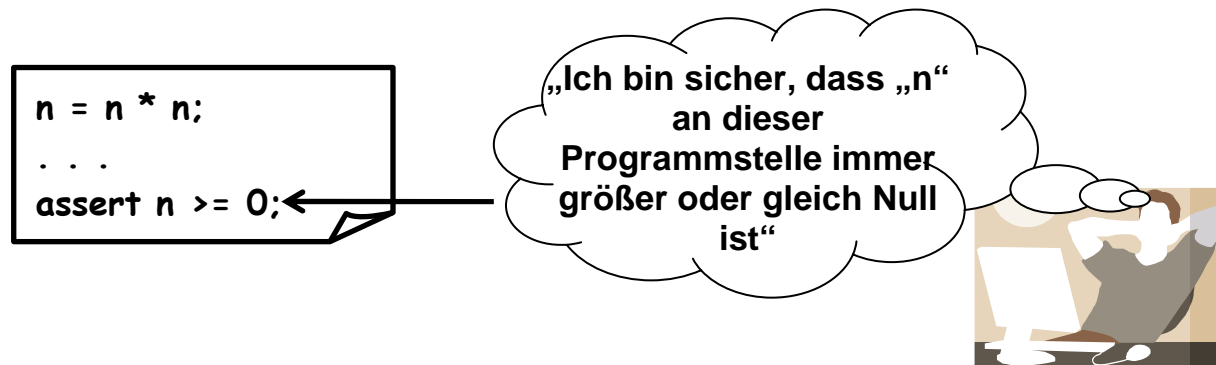 n = n * n;
. . .
assert n >= 0;
„Ich bin sicher, dass „n“
an dieser
Programmstelle immer
größer oder gleich Null
ist“